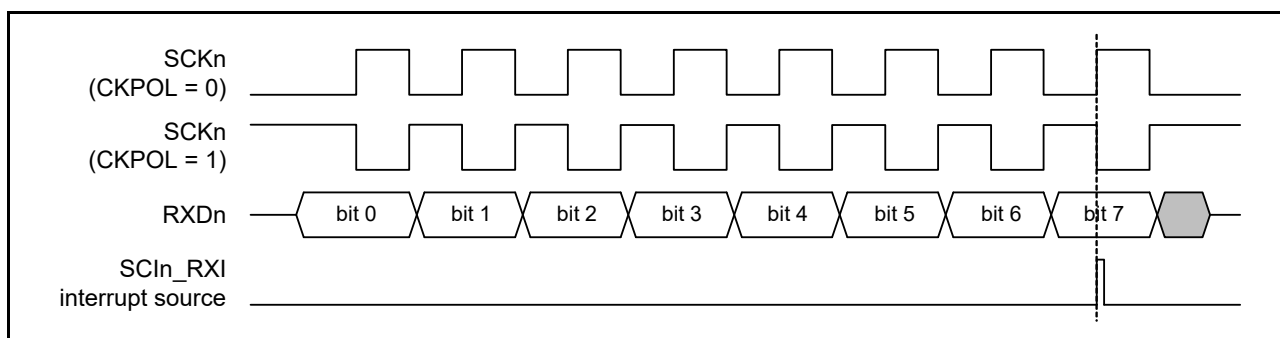 SCKn
(CKPOL = 0)
SCKn
(CKPOL = 1)
RXDn
bit 0
bit 1
bit 2
bit 3
bit 4
bit 5
bit 6
bit 7
SCIn_RXI
interrupt source